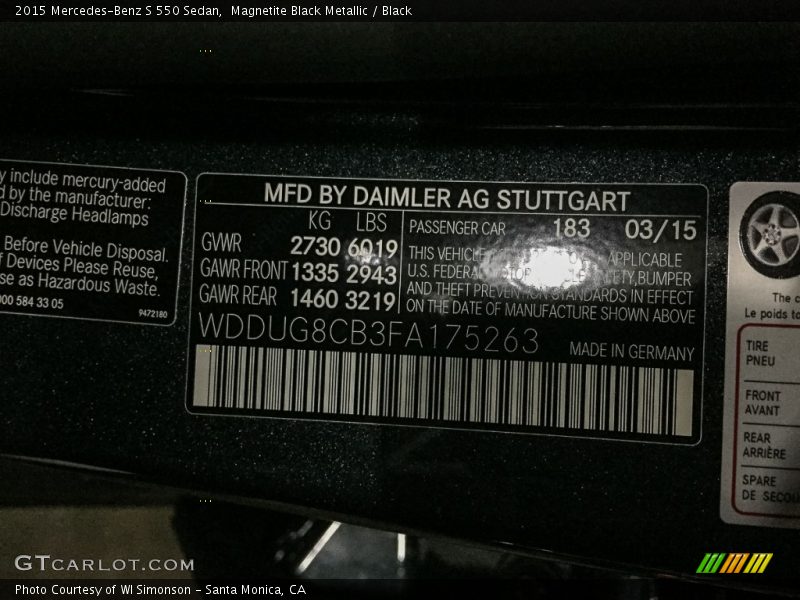 2015 Mercedes-Benz S 550 Sedan, Magnetite Black Metallic / Black
y include mercury-added
d by the manufacturer:
Discharge Headlamps
Before Vehicle Disposal.
f Devices Please Reuse,
se as Hazardous Waste.
000 584 33 05
9472180
MFD BY DAIMLER AG STUTTGART
KG LBS
GWR 2730 6019
GAWR FRONT 1335 2943
GAWR REAR 1460 3219
PASSENGER CAR 183 03/15
THIS VEHICLE APPLICABLE
U.S. FEDERAL BUMPER
AND THEFT PREVENTION STANDARDS IN EFFECT
ON THE DATE OF MANUFACTURE SHOWN ABOVE
WDDUG8CB3FA175263
MADE IN GERMANY
The c
Le poids to
TIRE
PNEU
FRONT
AVANT
REAR
ARRIÈRE
SPARE
DE SECOU
GTCARLOT.COM
Photo Courtesy of WI Simonson - Santa Monica, CA